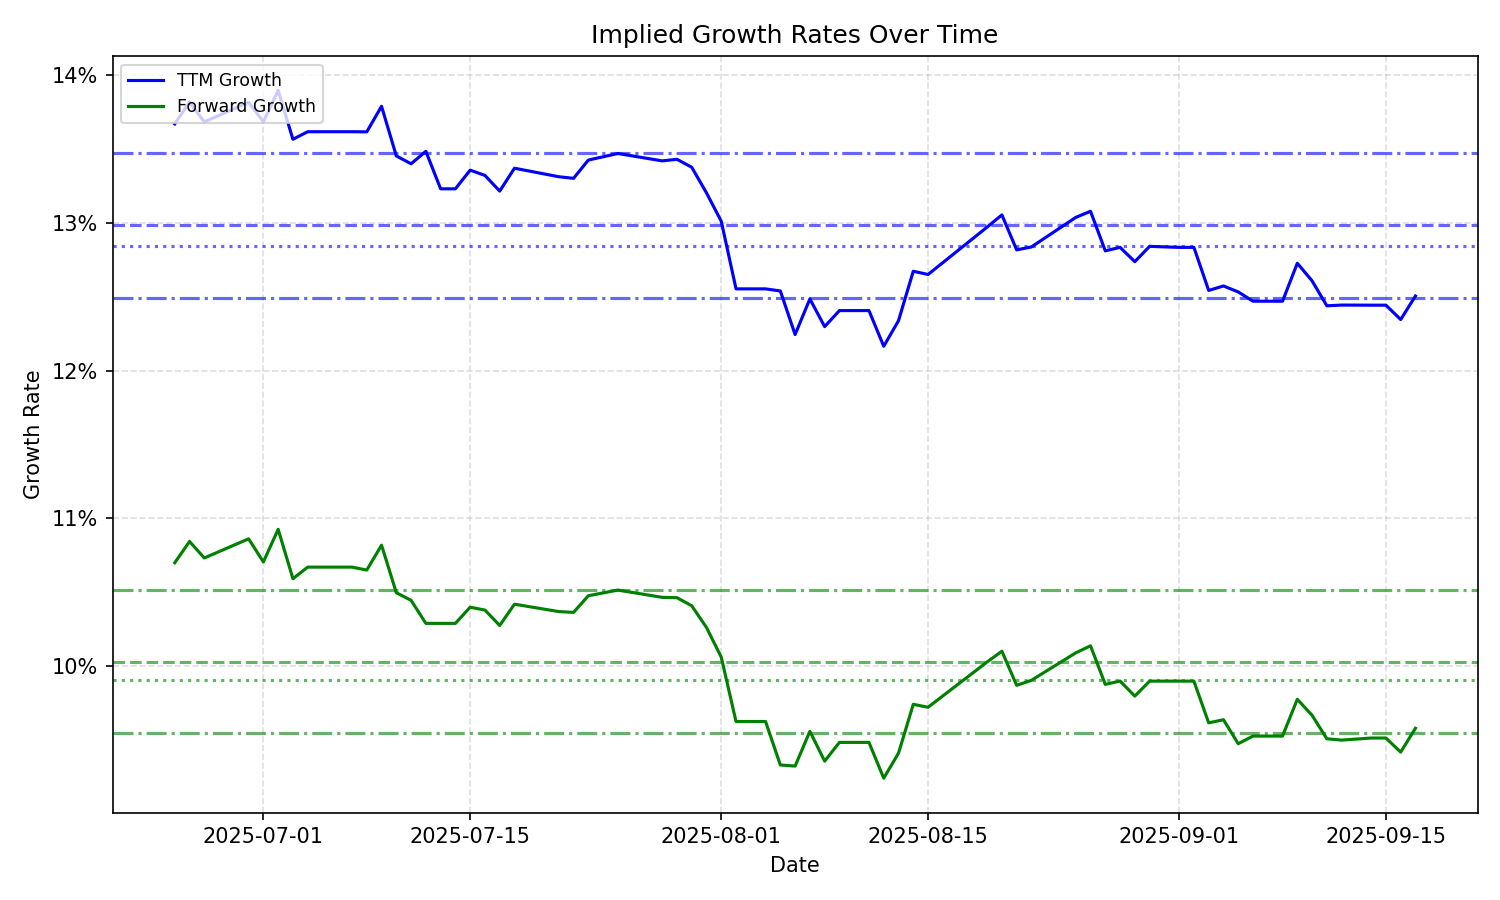 Implied Growth Rates Over Time
TTM Growth
Forward Growth
14%
13%
12%
11%
10%
Growth Rate
2025-07-01
2025-07-15
2025-08-01
2025-08-15
2025-09-01
2025-09-15
Date